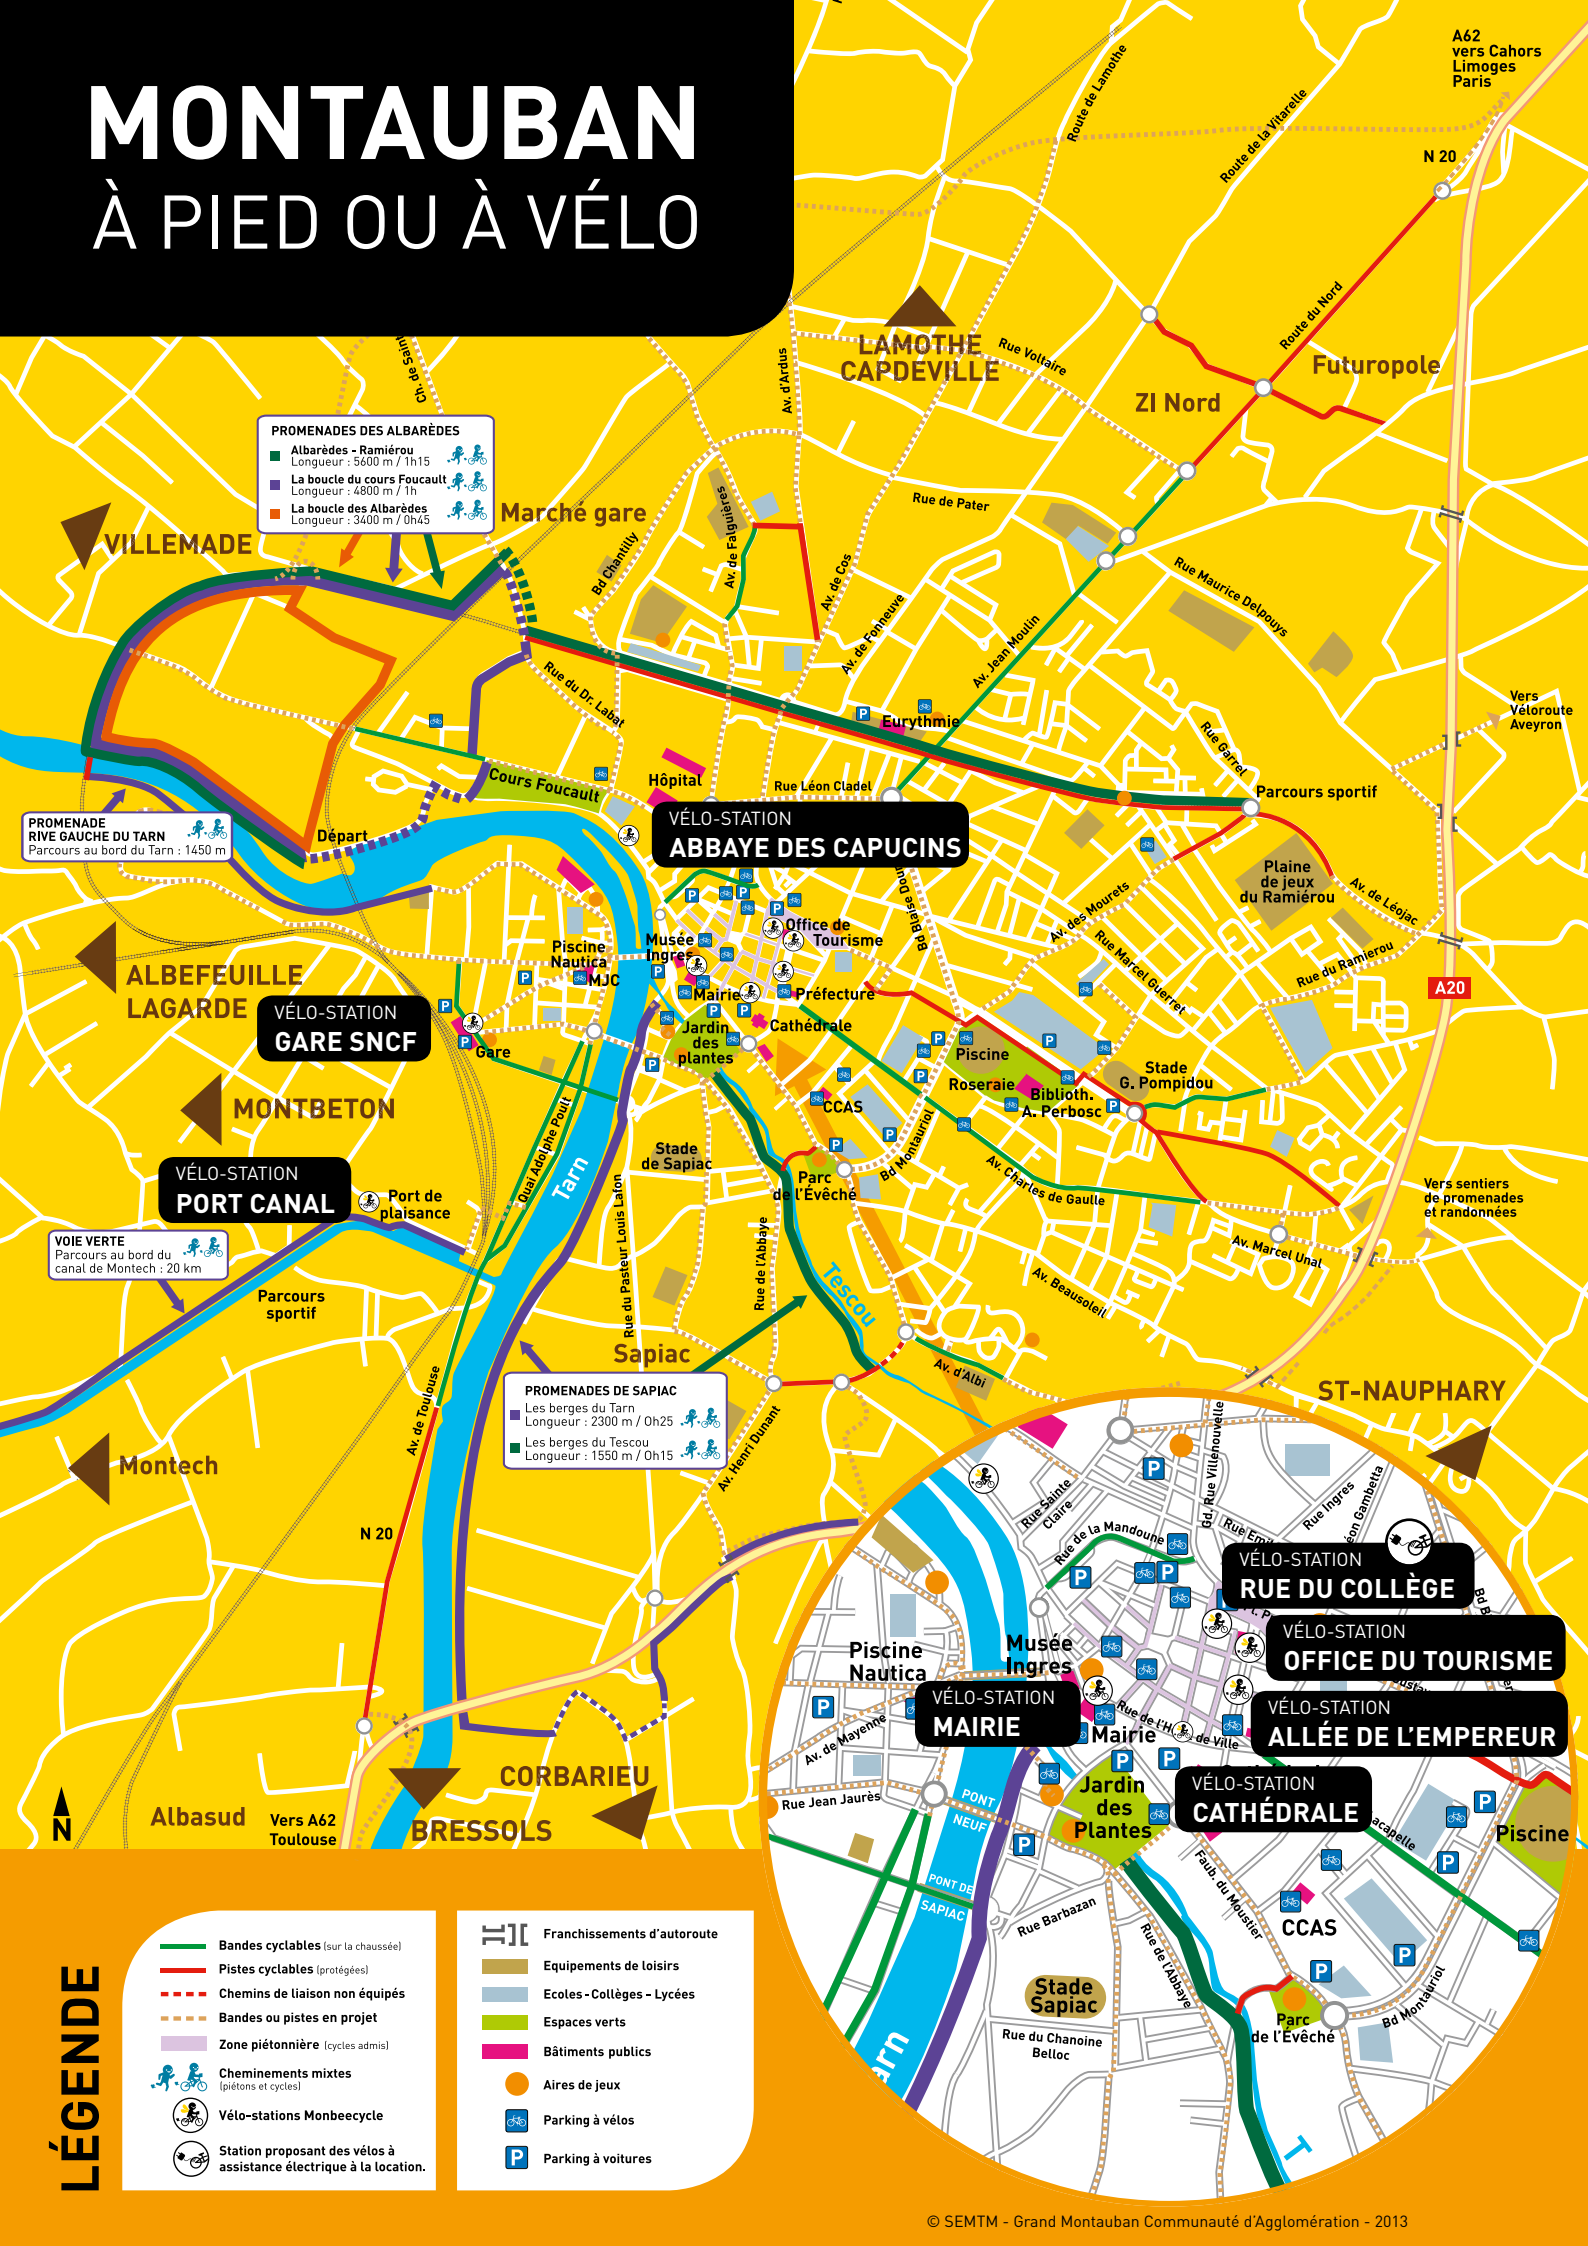 MONTAUBAN
À PIED OU À VÉLO
A62
vers Cahors
Limoges
Paris
N 20
Route de Lamothe
Route de la Vitarelle
Route du Nord
Futuropole
ZI Nord
LAMOTHE
CAPDEVILLE
Rue Voltaire
Av. d'Ardus
Ch. de Saint
PROMENADES DES ALBARÈDES
Albarèdes - Ramiérou
Longueur : 5600 m / 1h15
La boucle du cours Foucault
Longueur : 4800 m / 1h
La boucle des Albarèdes
Longueur : 3400 m / 0h45
Marché gare
VILLEMADE
Rue de Pater
Av. de Falguières
Bd Chantilly
Av. de Cos
Av. de Fonneuve
Av. Jean Moulin
Rue Maurice Delpouys
Rue du Dr. Labat
Eurythmie
Rue Garrel
Vers
Véloroute
Aveyron
Cours Foucault
Hôpital
Rue Léon Cladel
Parcours sportif
PROMENADE
RIVE GAUCHE DU TARN
Parcours au bord du Tarn : 1450 m
Départ
VÉLO-STATION
ABBAYE DES CAPUCINS
Plaine
de jeux
du Ramiérou
Av. de Léojac
Av. des Mourets
Bd Blaise Dou
Rue Marcel Guerret
Rue du Ramierou
Office de
Tourisme
Musée
Ingres
Piscine
Nautica
MJC
Mairie
Préfecture
A20
ALBEFEUILLE
LAGARDE
VÉLO-STATION
GARE SNCF
Gare
Jardin
des
plantes
Cathédrale
Piscine
Roseraie
Biblioth.
A. Perbosc
Stade
G. Pompidou
MONTBETON
CCAS
Quai Adolphe Poult
Tarn
Stade
de Sapiac
Parc
de l'Évêché
Bd Montauriol
Av. Charles de Gaulle
Vers sentiers
de promenades
et randonnées
VÉLO-STATION
PORT CANAL
Port de
plaisance
VOIE VERTE
Parcours au bord du
canal de Montech : 20 km
Parcours
sportif
Rue du Pasteur Louis Lafon
Rue de l'Abbaye
Tescou
Av. Marcel Unal
Av. Beausoleil
Sapiac
Av. d'Albi
ST-NAUPHARY
Av. de Toulouse
PROMENADES DE SAPIAC
Les berges du Tarn
Longueur : 2300 m / 0h25
Les berges du Tescou
Longueur : 1550 m / 0h15
Av. Henri Dunant
Montech
N 20
Rue Sainte
Claire
Rue de la Mandoune
Gd. Rue Villenouvelle
Rue Ingres
éon Gambetta
Rue Emi
VÉLO-STATION
RUE DU COLLÈGE
Bd B
VÉLO-STATION
OFFICE DU TOURISME
Piscine
Nautica
Musée
Ingres
VÉLO-STATION
MAIRIE
Mairie
Rue de l'H
de Ville
VÉLO-STATION
ALLÉE DE L'EMPEREUR
Av. de Mayenne
Rue Jean Jaurès
PONT
NEUF
Jardin
des
Plantes
VÉLO-STATION
CATHÉDRALE
acapelle
Piscine
PONT DE
SAPIAC
Rue Barbazan
Rue de l'Abbaye
Faub. du Moustier
CCAS
Stade
Sapiac
Rue du Chanoine
Belloc
Parc
de l'Évêché
Bd Montauriol
arn
T
CORBARIEU
BRESSOLS
Albasud
Vers A62
Toulouse
N
LÉGENDE
Bandes cyclables (sur la chaussée)
Pistes cyclables (protégées)
Chemins de liaison non équipés
Bandes ou pistes en projet
Zone piétonnière (cycles admis)
Cheminements mixtes
(piétons et cycles)
Vélo-stations Monbeecycle
Station proposant des vélos à
assistance électrique à la location.
Franchissements d'autoroute
Equipements de loisirs
Ecoles - Collèges - Lycées
Espaces verts
Bâtiments publics
Aires de jeux
Parking à vélos
P
Parking à voitures
© SEMTM - Grand Montauban Communauté d'Agglomération - 2013